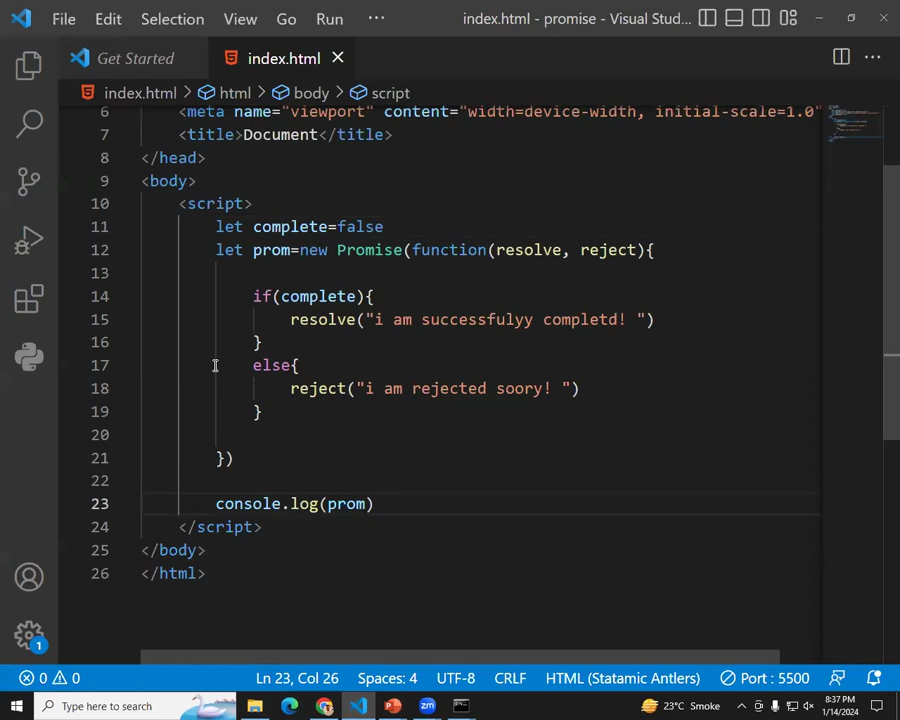 File Edit Selection View Go Run ··· index.html - promise - Visual Stud...
Get Started index.html
index.html > html > body > script
6 <meta name="viewport" content="width=device-width, initial-scale=1.0"
7 <title>Document</title>
8 </head>
9 <body>
10 <script>
11 let complete=false
12 let prom=new Promise(function(resolve, reject){
13
14 if(complete){
15 resolve("i am successfulyy completd! ")
16 }
17 else{
18 reject("i am rejected soory! ")
19 }
20
21 })
22
23 console.log(prom)
24 </script>
25 </body>
26 </html>
1
0 0 Ln 23, Col 26 Spaces: 4 UTF-8 CRLF HTML (Statamic Antlers) Port : 5500
Type here to search 23°C Smoke 8:37 PM
1/14/2024